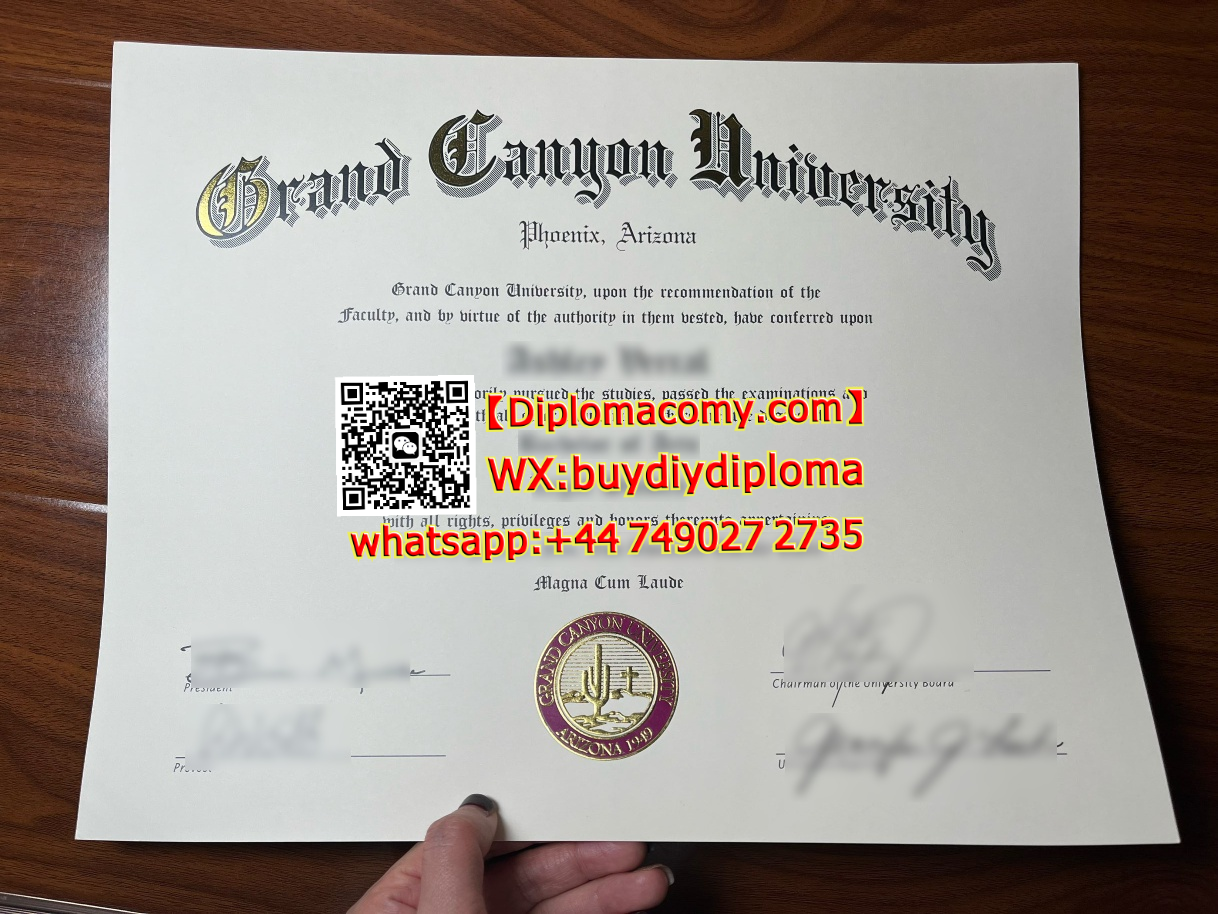 Grand Canyon University
Phoenix, Arizona
Grand Canyon University, upon the recommendation of the
Faculty, and by virtue of the authority in them vested, have conferred upon
pursued the studies, passed the examinations
【Diplomacomy.com】
WX:buydiydiploma
with all rights, privileges and honors thereunto appertaining
whatsapp:+44 749027 2735
Magna Cum Laude
GRAND CANYON UNIVERSITY
ARIZONA 1949
President
Chairman of the University Board